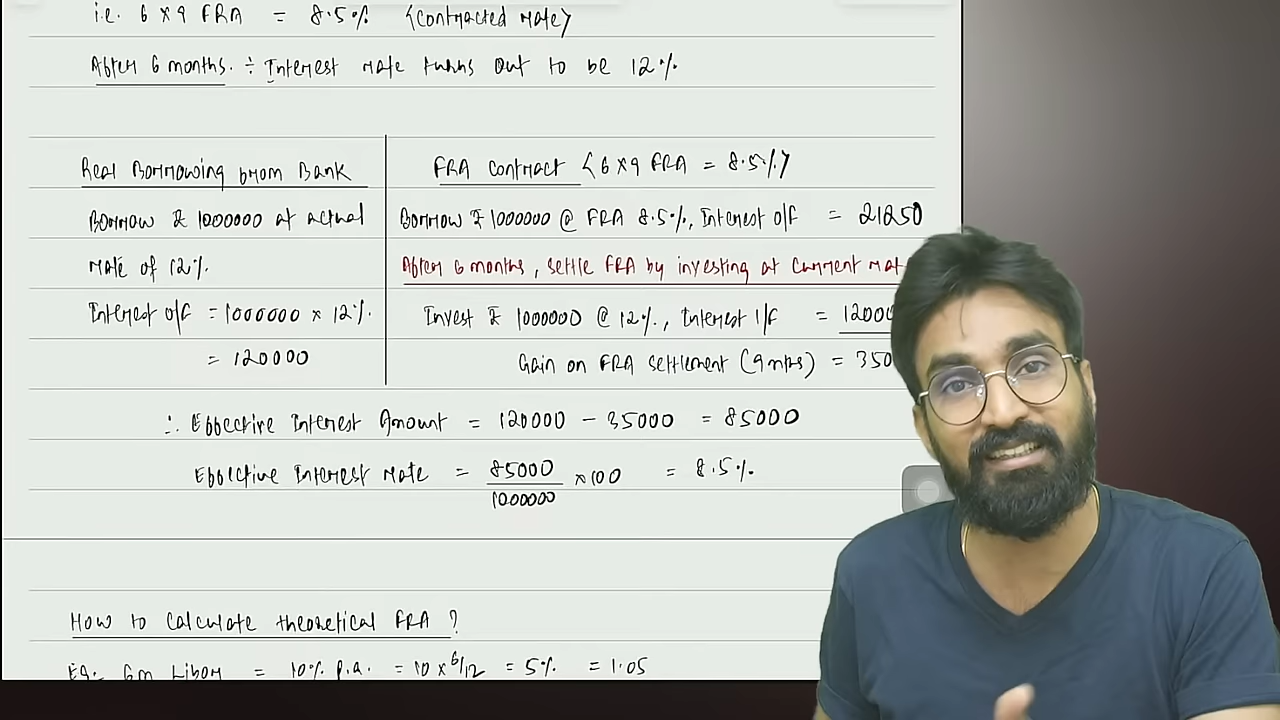 i.e. 6 x 9 FRA = 8.5% {Contracted rate}
After 6 months :- Interest rate turns out to be 12%
Real Borrowing from Bank
Borrow ₹ 1000000 at actual
rate of 12%.
Interest o/f = 1000000 x 12%.
= 120000
FRA Contract {6 x 9 FRA = 8.5%}
Borrow ₹ 1000000 @ FRA 8.5%, Interest o/f = 21250
After 6 months, settle FRA by investing at current rat
Invest ₹ 1000000 @ 12%, Interest i/f = 12000
Gain on FRA settlement (9mths) = 350
∴ Effective Interest Amount = 120000 - 35000 = 85000
Effective Interest rate = 85000/1000000 x 100 = 8.5%
How to calculate theoretical FRA ?
Eg:- 6m Libor = 10% p.a. = 10 x 6/12 = 5% = 1.05